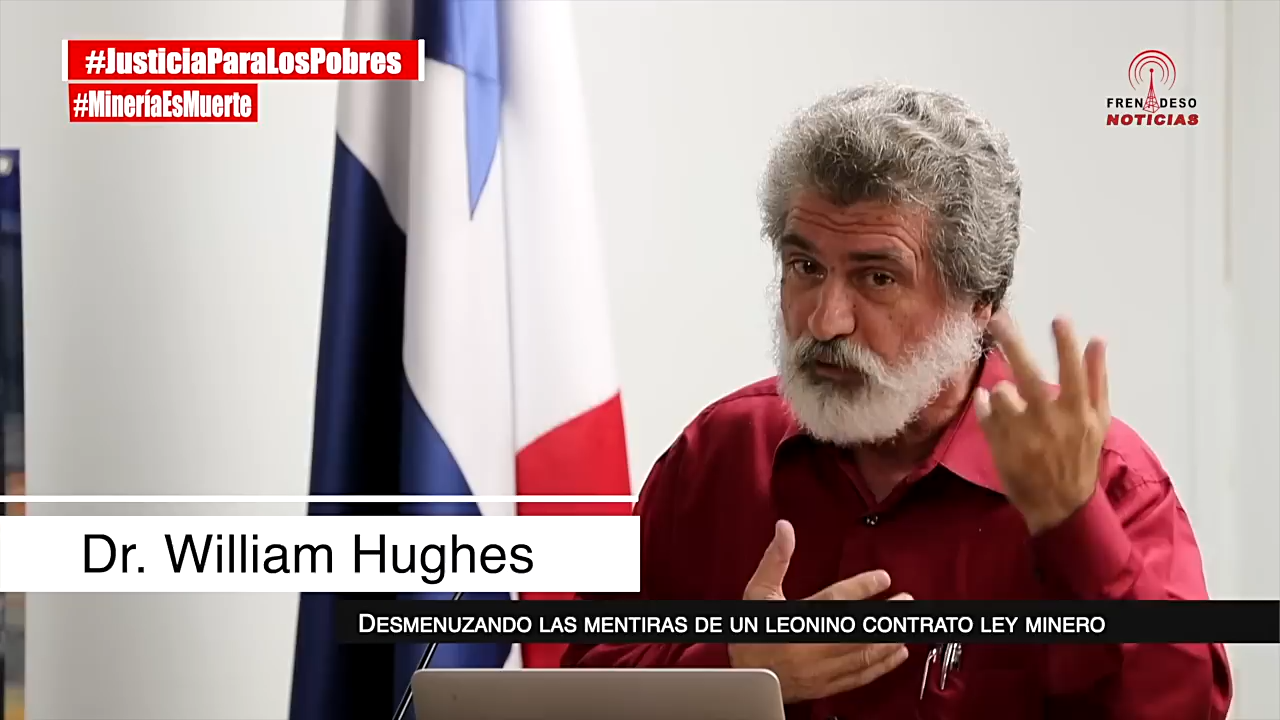 #JusticiaParaLosPobres
#MineríaEsMuerte
FRENADESO
NOTICIAS
Dr. William Hughes
DESMENUZANDO LAS MENTIRAS DE UN LEONINO CONTRATO LEY MINERO